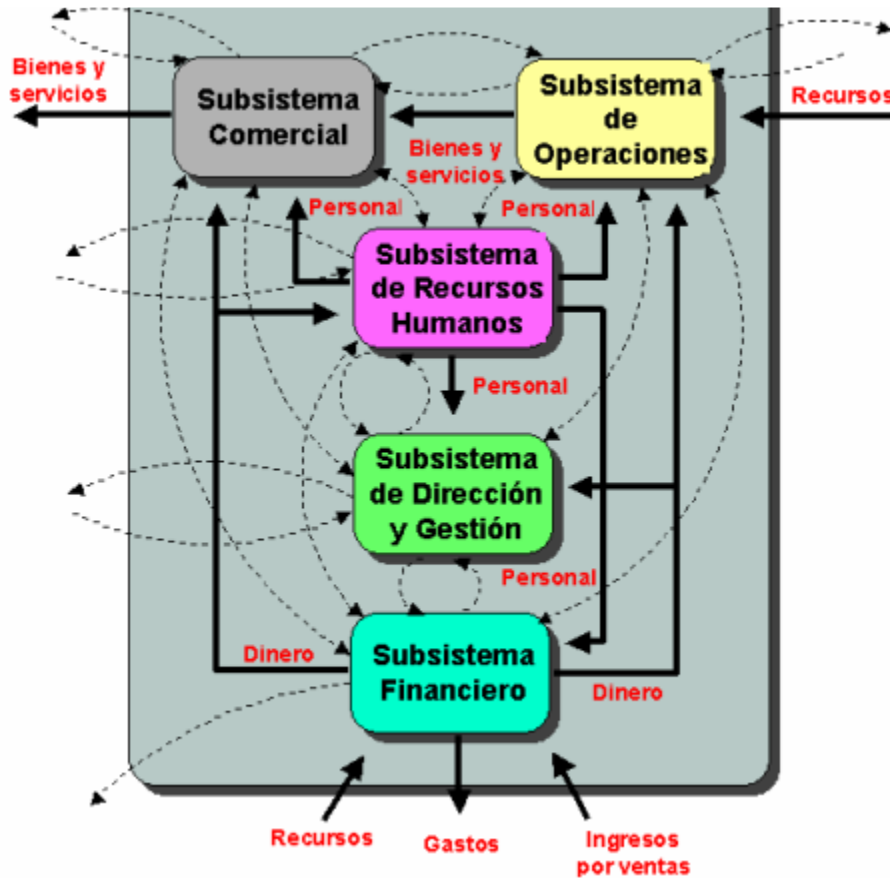 Bienes y
servicios
Subsistema
Comercial
Subsistema
de
Operaciones
Recursos
Bienes y
servicios
Personal
Personal
Subsistema
de Recursos
Humanos
Personal
Subsistema
de Dirección
y Gestión
Personal
Dinero
Subsistema
Financiero
Dinero
Recursos
Gastos
Ingresos
por ventas